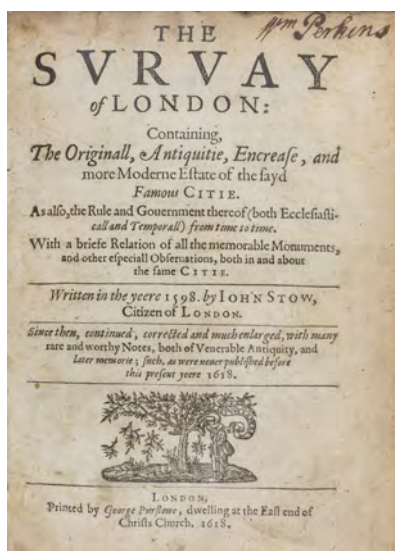 Wm Perkins
THE
SVRVAY
of LONDON:
Containing,
The Originall, Antiquitie, Encrease, and
more Moderne Estate of the sayd
Famous CITIE.
As also, the Rule and Gouernment thereof (both Ecclesiasti-
call and Temporall) from time to time.
With a briefe Relation of all the memorable Monuments,
and other especiall Obseruations, both in and about
the same CITIE.
Written in the yeere 1598. by IOHN STOW,
Citizen of LONDON.
Since then, continued, corrected and much enlarged, with many
rare and worthy Notes, both of Venerable Antiquity, and
later memorie; such, as were neuer published before
this present yeere 1618.
LONDON,
Printed by George Purslowe, dwelling at the East end of
Christs Church. 1618.